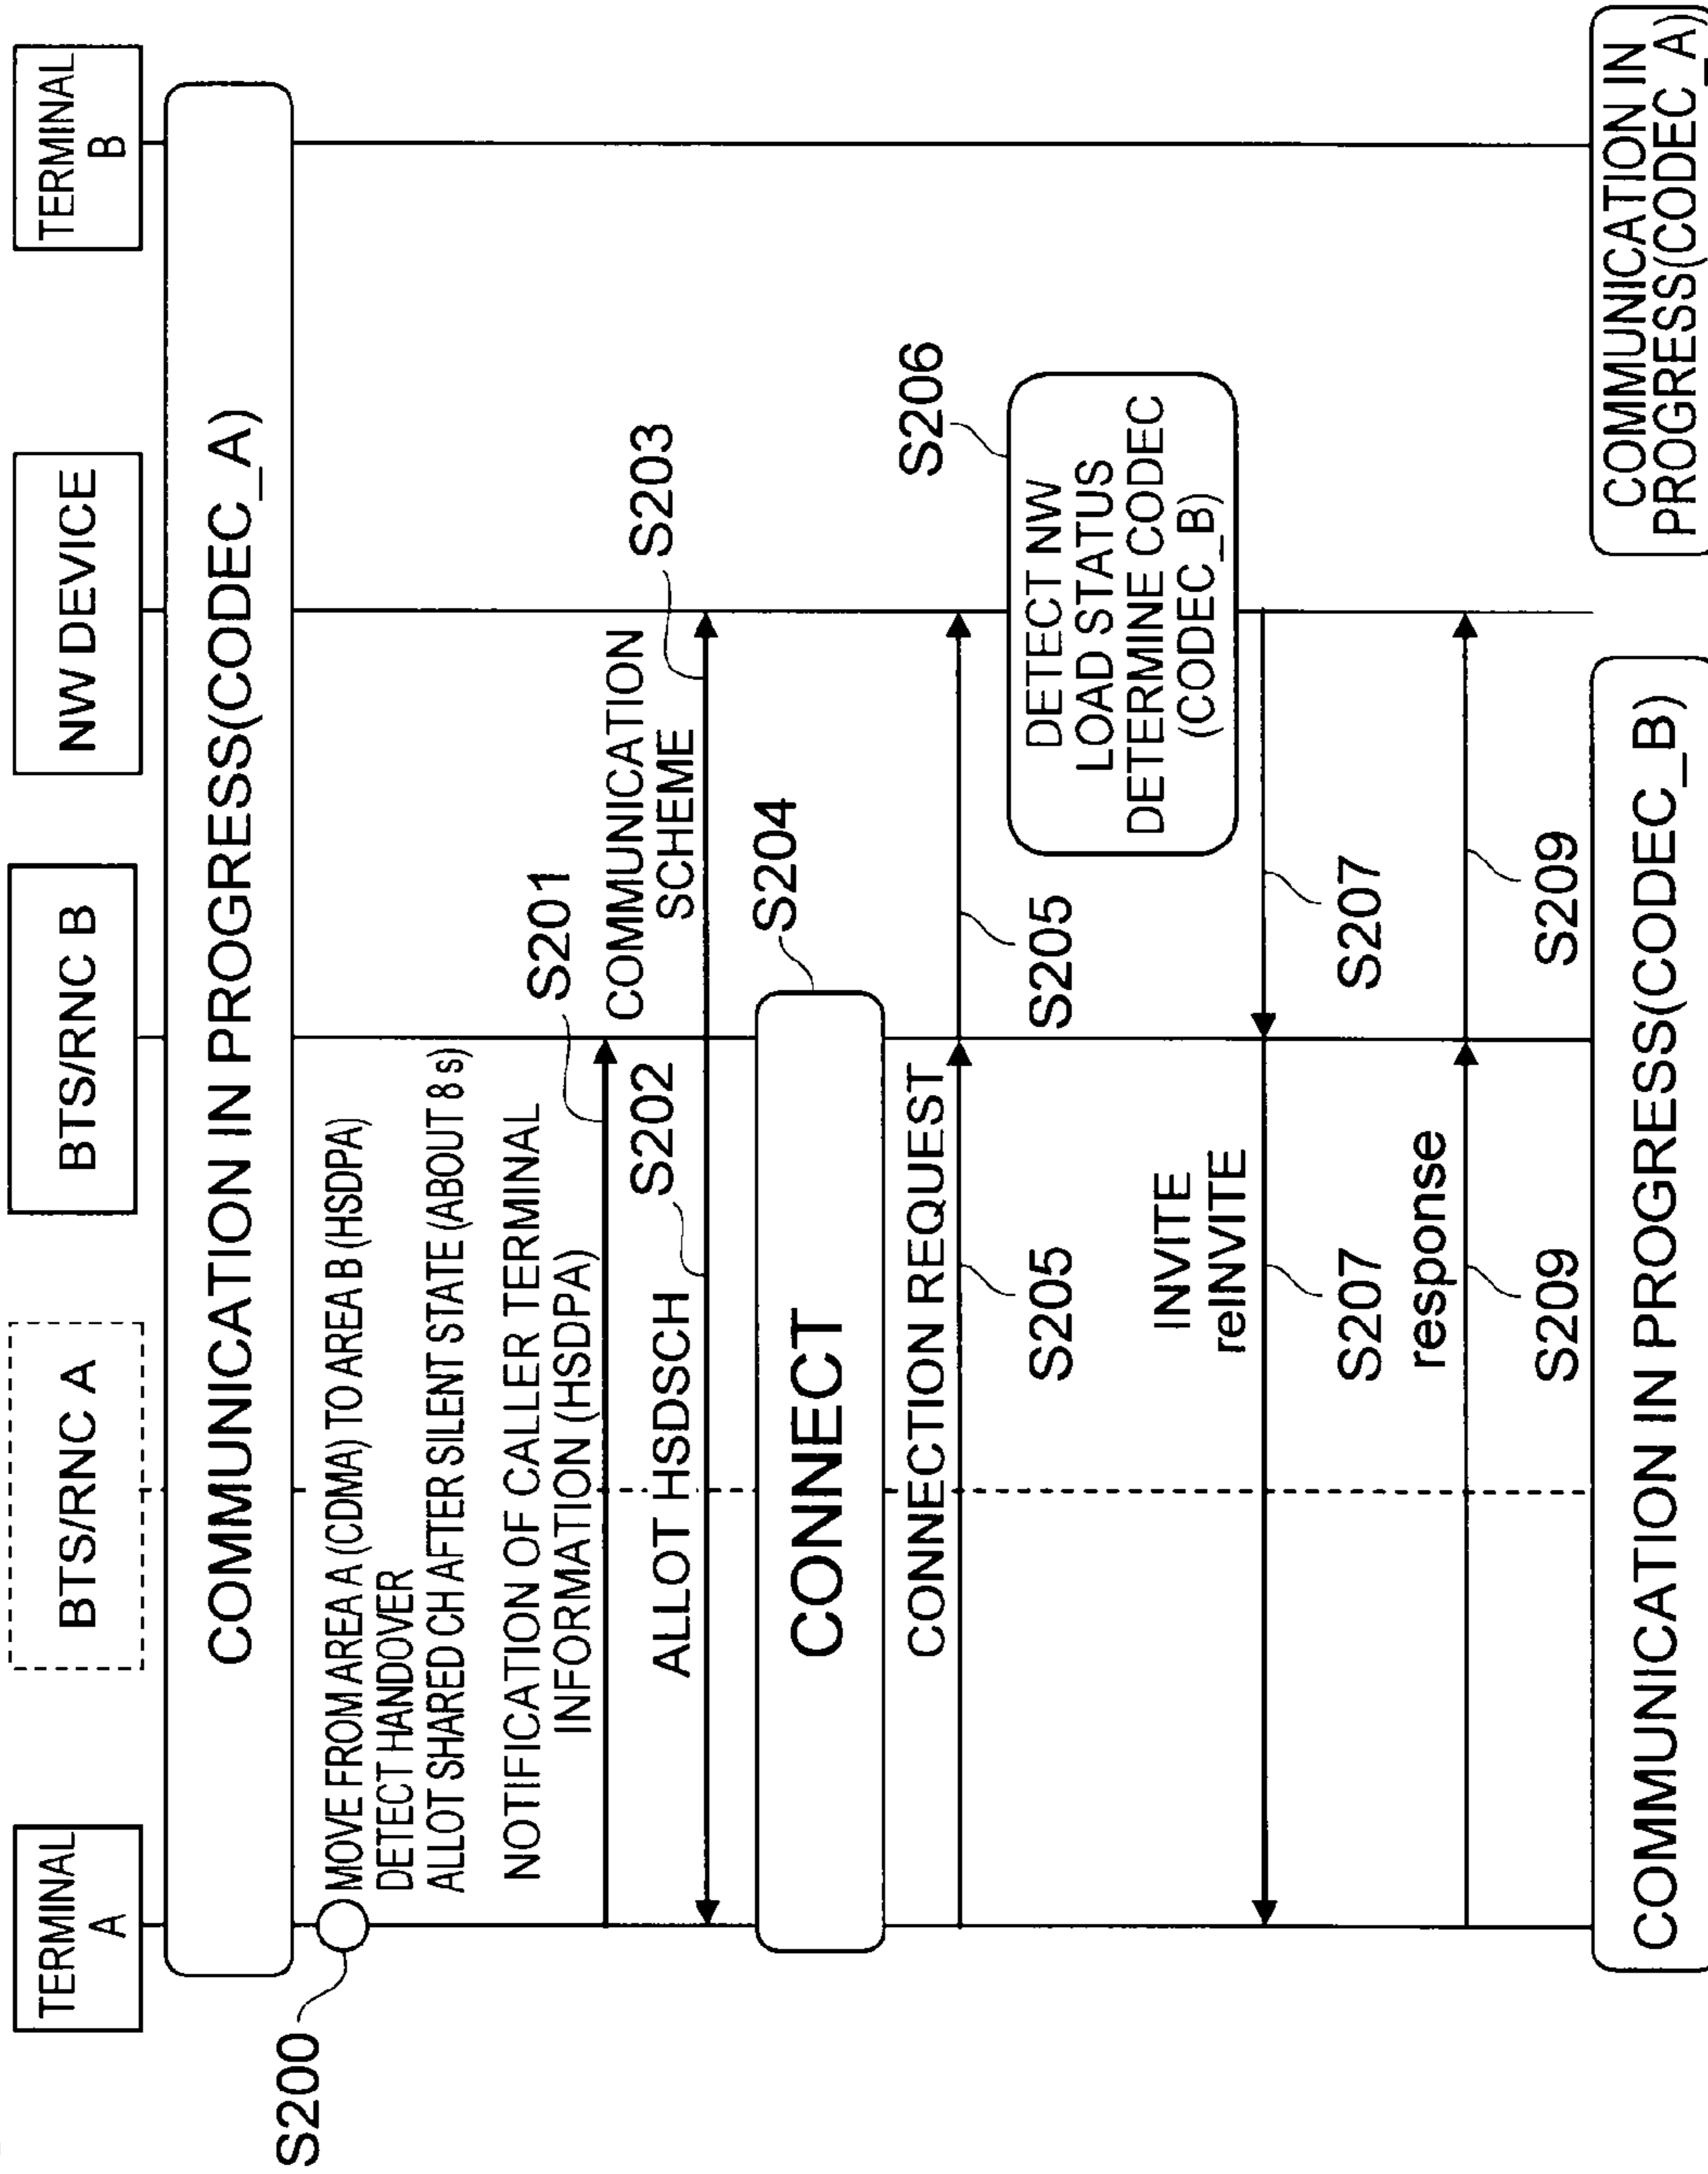 TERMINAL
A
BTS/RNC A
BTS/RNC B
NW DEVICE
TERMINAL
B
COMMUNICATION IN PROGRESS(CODEC_A)
S200
MOVE FROM AREA A (CDMA) TO AREA B (HSDPA)
DETECT HANDOVER
ALLOT SHARED CH AFTER SILENT STATE (ABOUT 8 s)
NOTIFICATION OF CALLER TERMINAL
INFORMATION (HSDPA)
S201
ALLOT HSDSCH
S202
COMMUNICATION
SCHEME
S203
CONNECT
S204
CONNECTION REQUEST
S205
S205
S206
DETECT NW
LOAD STATUS
DETERMINE CODEC
(CODEC_B)
INVITE
reINVITE
S207
S207
response
S209
S209
COMMUNICATION IN PROGRESS(CODEC_B)
COMMUNICATION IN
PROGRESS(CODEC_A)